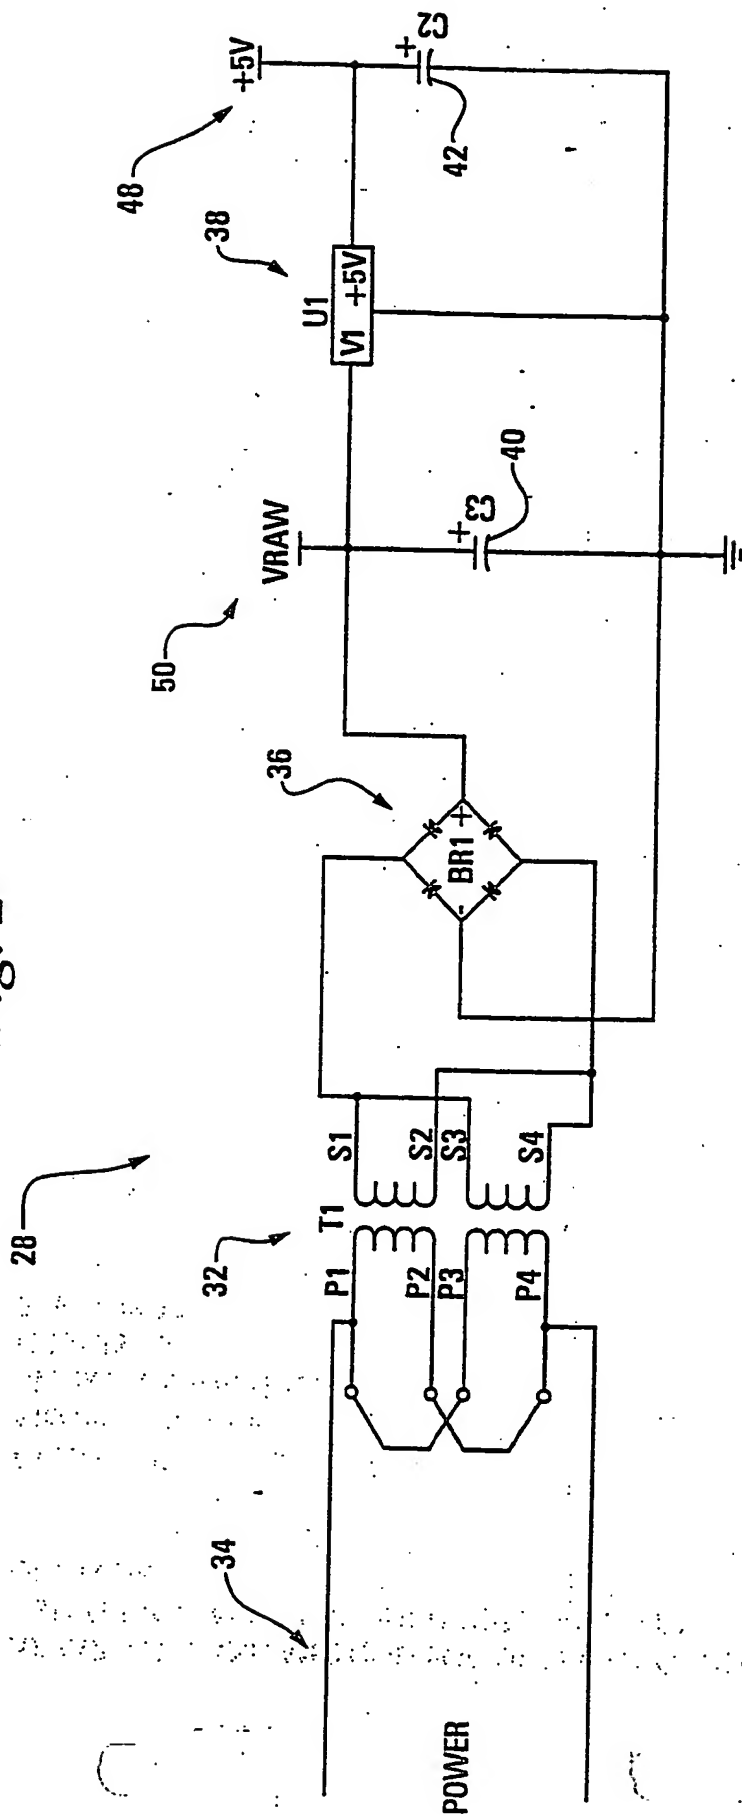 28
32
34
36
50
38
48
POWER
T1
P1
P2
P3
P4
S1
S2
S3
S4
BR1
-
+
VRAW
+
C3
40
U1
V1 +5V
+5V
+
C2
42